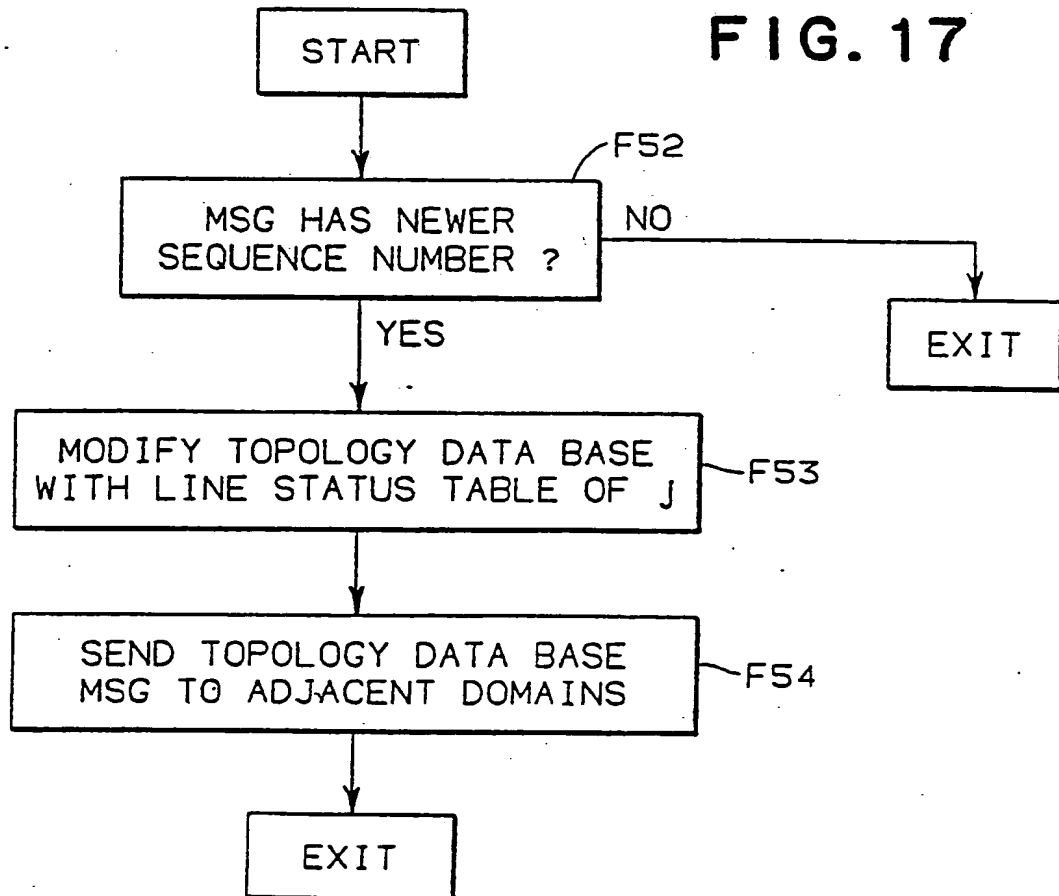 FIG. 17
START
F52
MSG HAS NEWER
SEQUENCE NUMBER ?
NO
EXIT
YES
MODIFY TOPOLOGY DATA BASE
WITH LINE STATUS TABLE OF j
F53
SEND TOPOLOGY DATA BASE
MSG TO ADJACENT DOMAINS
F54
EXIT